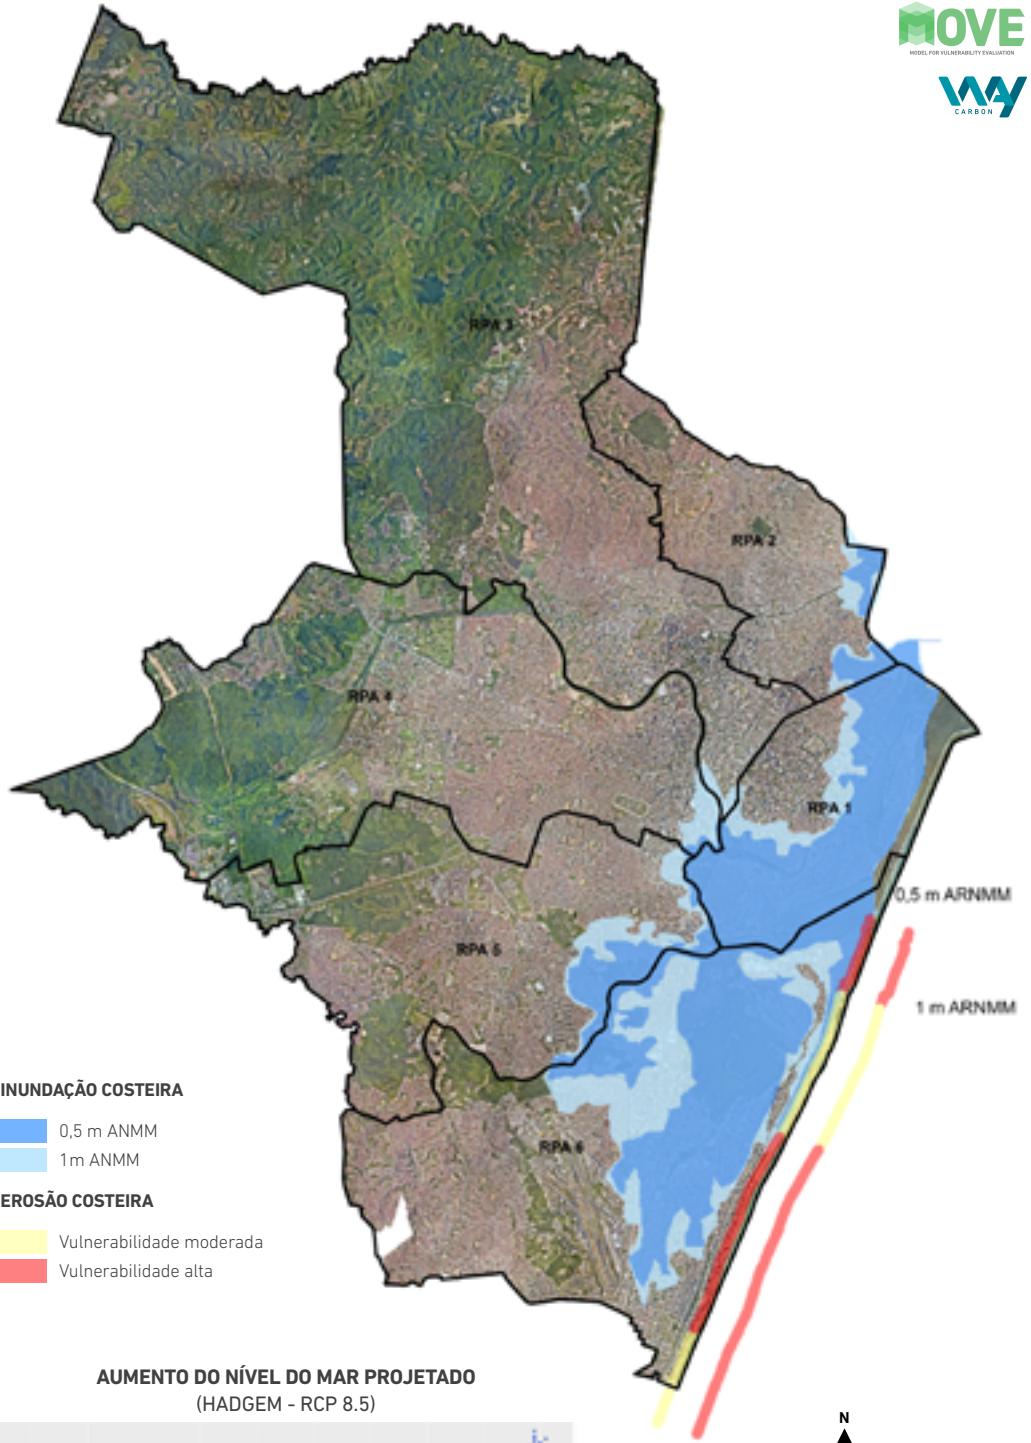 MOVE
MODEL FOR VULNERABILITY EVALUATION
WAY
CARBON
RPA 3
RPA 2
RPA 4
RPA 1
0,5 m ARNMM
RPA 5
1 m ARNMM
RPA 6
INUNDAÇÃO COSTEIRA
0,5 m ANMM
1m ANMM
EROSÃO COSTEIRA
Vulnerabilidade moderada
Vulnerabilidade alta
AUMENTO DO NÍVEL DO MAR PROJETADO
(HADGEM - RCP 8.5)
N